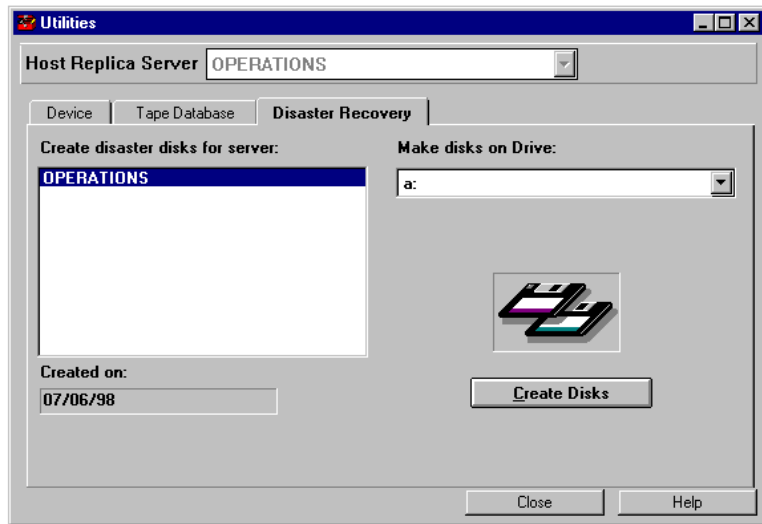 Utilities
Host Replica Server OPERATIONS
Device Tape Database Disaster Recovery
Create disaster disks for server:
OPERATIONS
Created on:
07/06/98
Make disks on Drive:
a:
Create Disks
Close Help